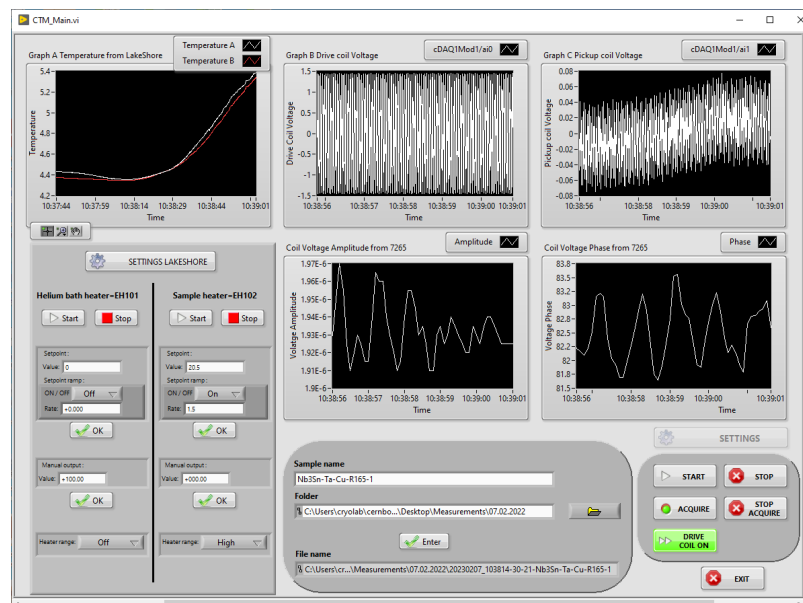 CTM_Main.vi
Graph A Temperature from LakeShore
Temperature A
Temperature B
Temperature
5.4
5.2
5
4.8
4.6
4.4
4.2
10:37:44 10:37:59 10:38:14 10:38:29 10:38:44 10:39:01
Time
Graph B Drive coil Voltage
cDAQ1Mod1/ai0
Drive Coil Voltage
1.5
1
0.5
0
-0.5
-1
-1.5
10:38:56 10:38:57 10:38:58 10:38:59 10:39:00 10:39:01
Time
Graph C Pickup coil Voltage
cDAQ1Mod1/ai1
Pickup coil Voltage
0.08
0.06
0.04
0.02
0
-0.02
-0.04
-0.06
-0.08
10:38:56 10:38:57 10:38:58 10:38:59 10:39:00 10:39:01
Time
SETTINGS LAKESHORE
Helium bath heater=EH101
Start
Stop
Setpoint:
Value: 0
Setpoint ramp:
ON / OFF Off
Rate: +0.000
OK
Manual output:
Value: +100.00
OK
Heater range: Off
Sample heater=EH102
Start
Stop
Setpoint:
Value: 20.5
Setpoint ramp:
ON / OFF On
Rate: 1.5
OK
Manual output:
Value: +000.00
OK
Heater range: High
Coil Voltage Amplitude from 7265
Amplitude
Volatge Amplitude
1.97E-6
1.96E-6
1.95E-6
1.94E-6
1.93E-6
1.92E-6
1.91E-6
1.9E-6
10:38:56 10:38:57 10:38:58 10:38:59 10:39:00 10:39:01
Time
Coil Voltage Phase from 7265
Phase
Voltage Phase
83.8
83.5
83.2
83
82.8
82.5
82.2
82
81.8
81.5
10:38:56 10:38:57 10:38:58 10:38:59 10:39:00 10:39:01
Time
Sample name
Nb3Sn-Ta-Cu-R165-1
Folder
C:\Users\cryolab\cernbo...\Desktop\Measurements\07.02.2022
Enter
File name
C:\Users\cr...\Measurements\07.02.2022\20230207_103814-30-21-Nb3Sn-Ta-Cu-R165-1
SETTINGS
START
STOP
ACQUIRE
STOP
ACQUIRE
DRIVE
COIL ON
EXIT